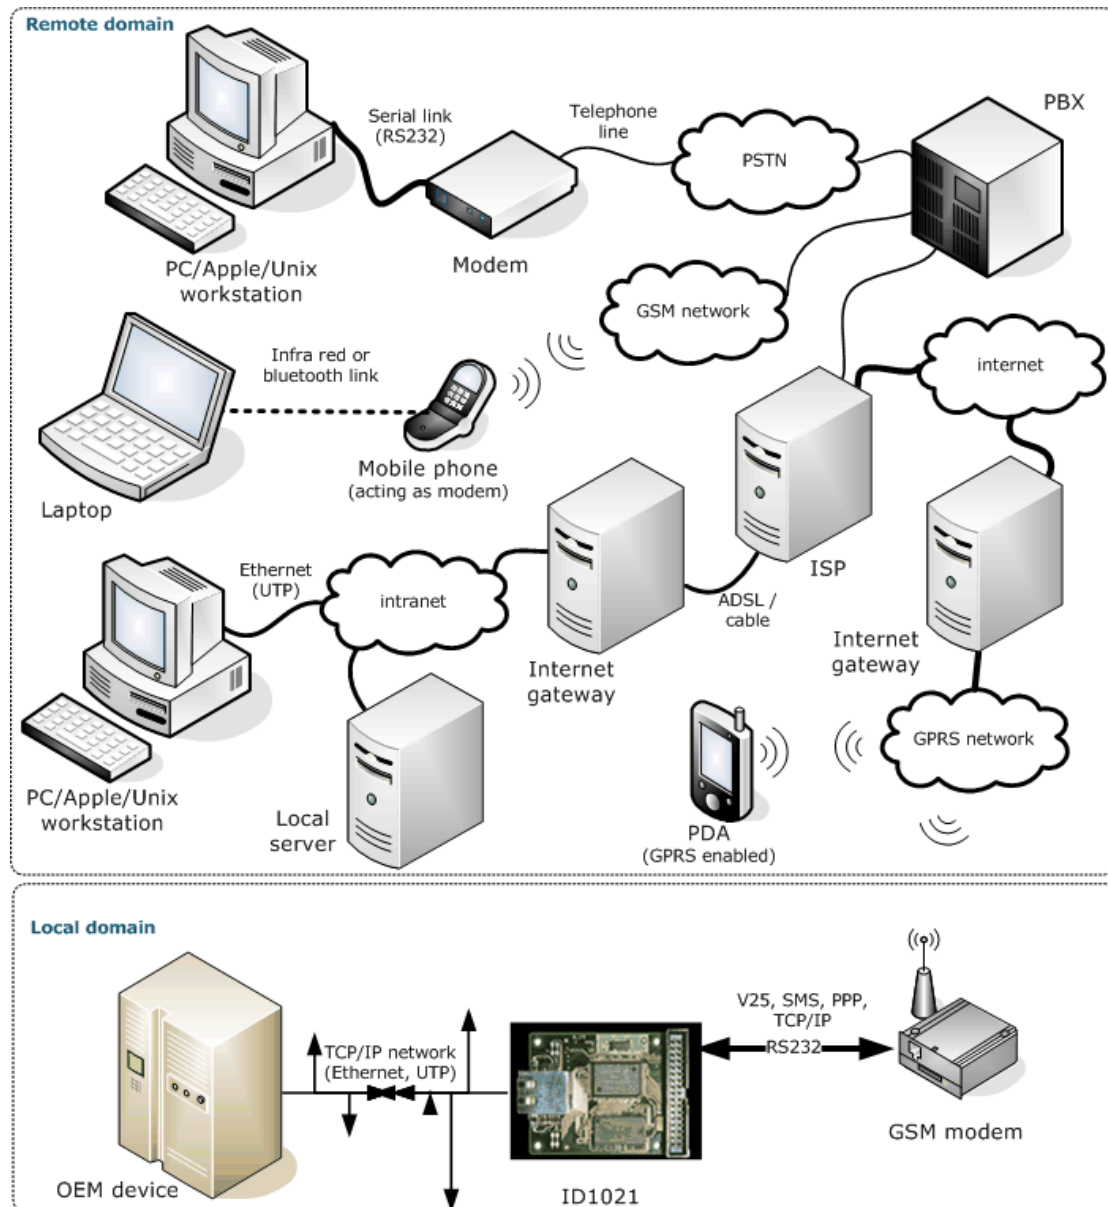 Remote domain
Serial link
(RS232)
Telephone
line
PSTN
PBX
PC/Apple/Unix
workstation
Modem
GSM network
Infra red or
bluetooth link
internet
Laptop
Mobile phone
(acting as modem)
ISP
Ethernet
(UTP)
intranet
ADSL /
cable
Internet
gateway
Internet
gateway
GPRS network
PC/Apple/Unix
workstation
Local
server
PDA
(GPRS enabled)
Local domain
V25, SMS, PPP,
TCP/IP
RS232
TCP/IP network
(Ethernet, UTP)
GSM modem
OEM device
ID1021